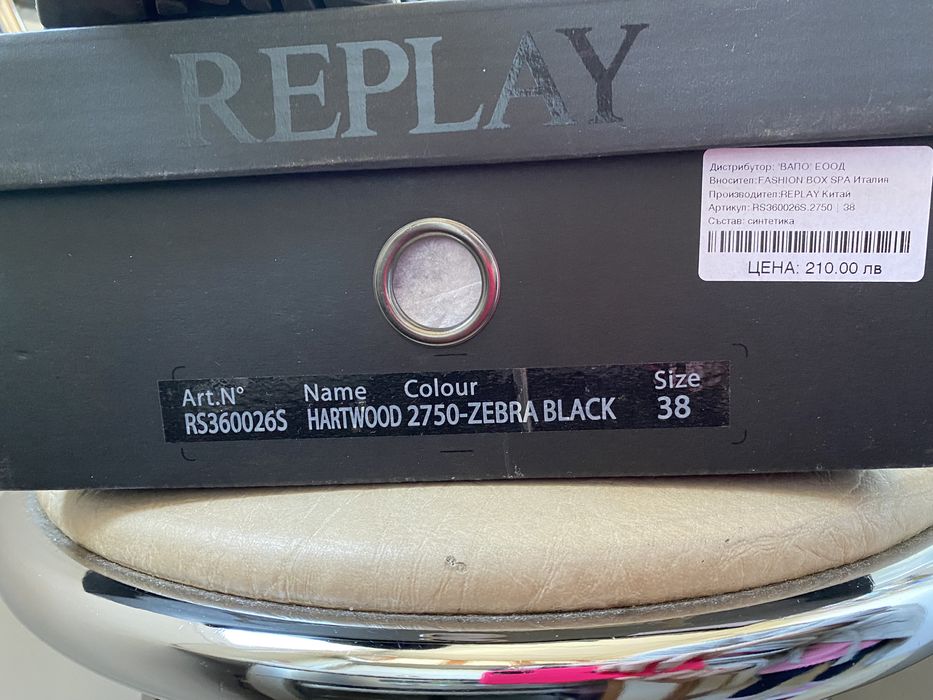 REPLAY
Дистрибутор: "ВАПО" ЕООД
Вносител:FASHION BOX SPA Италия
Производител:REPLAY Китай
Артикул: RS360026S.2750 | 38
Състав: синтетика
ЦЕНА: 210.00 лв
Art.N° Name Colour Size
RS360026S HARTWOOD 2750-ZEBRA BLACK 38